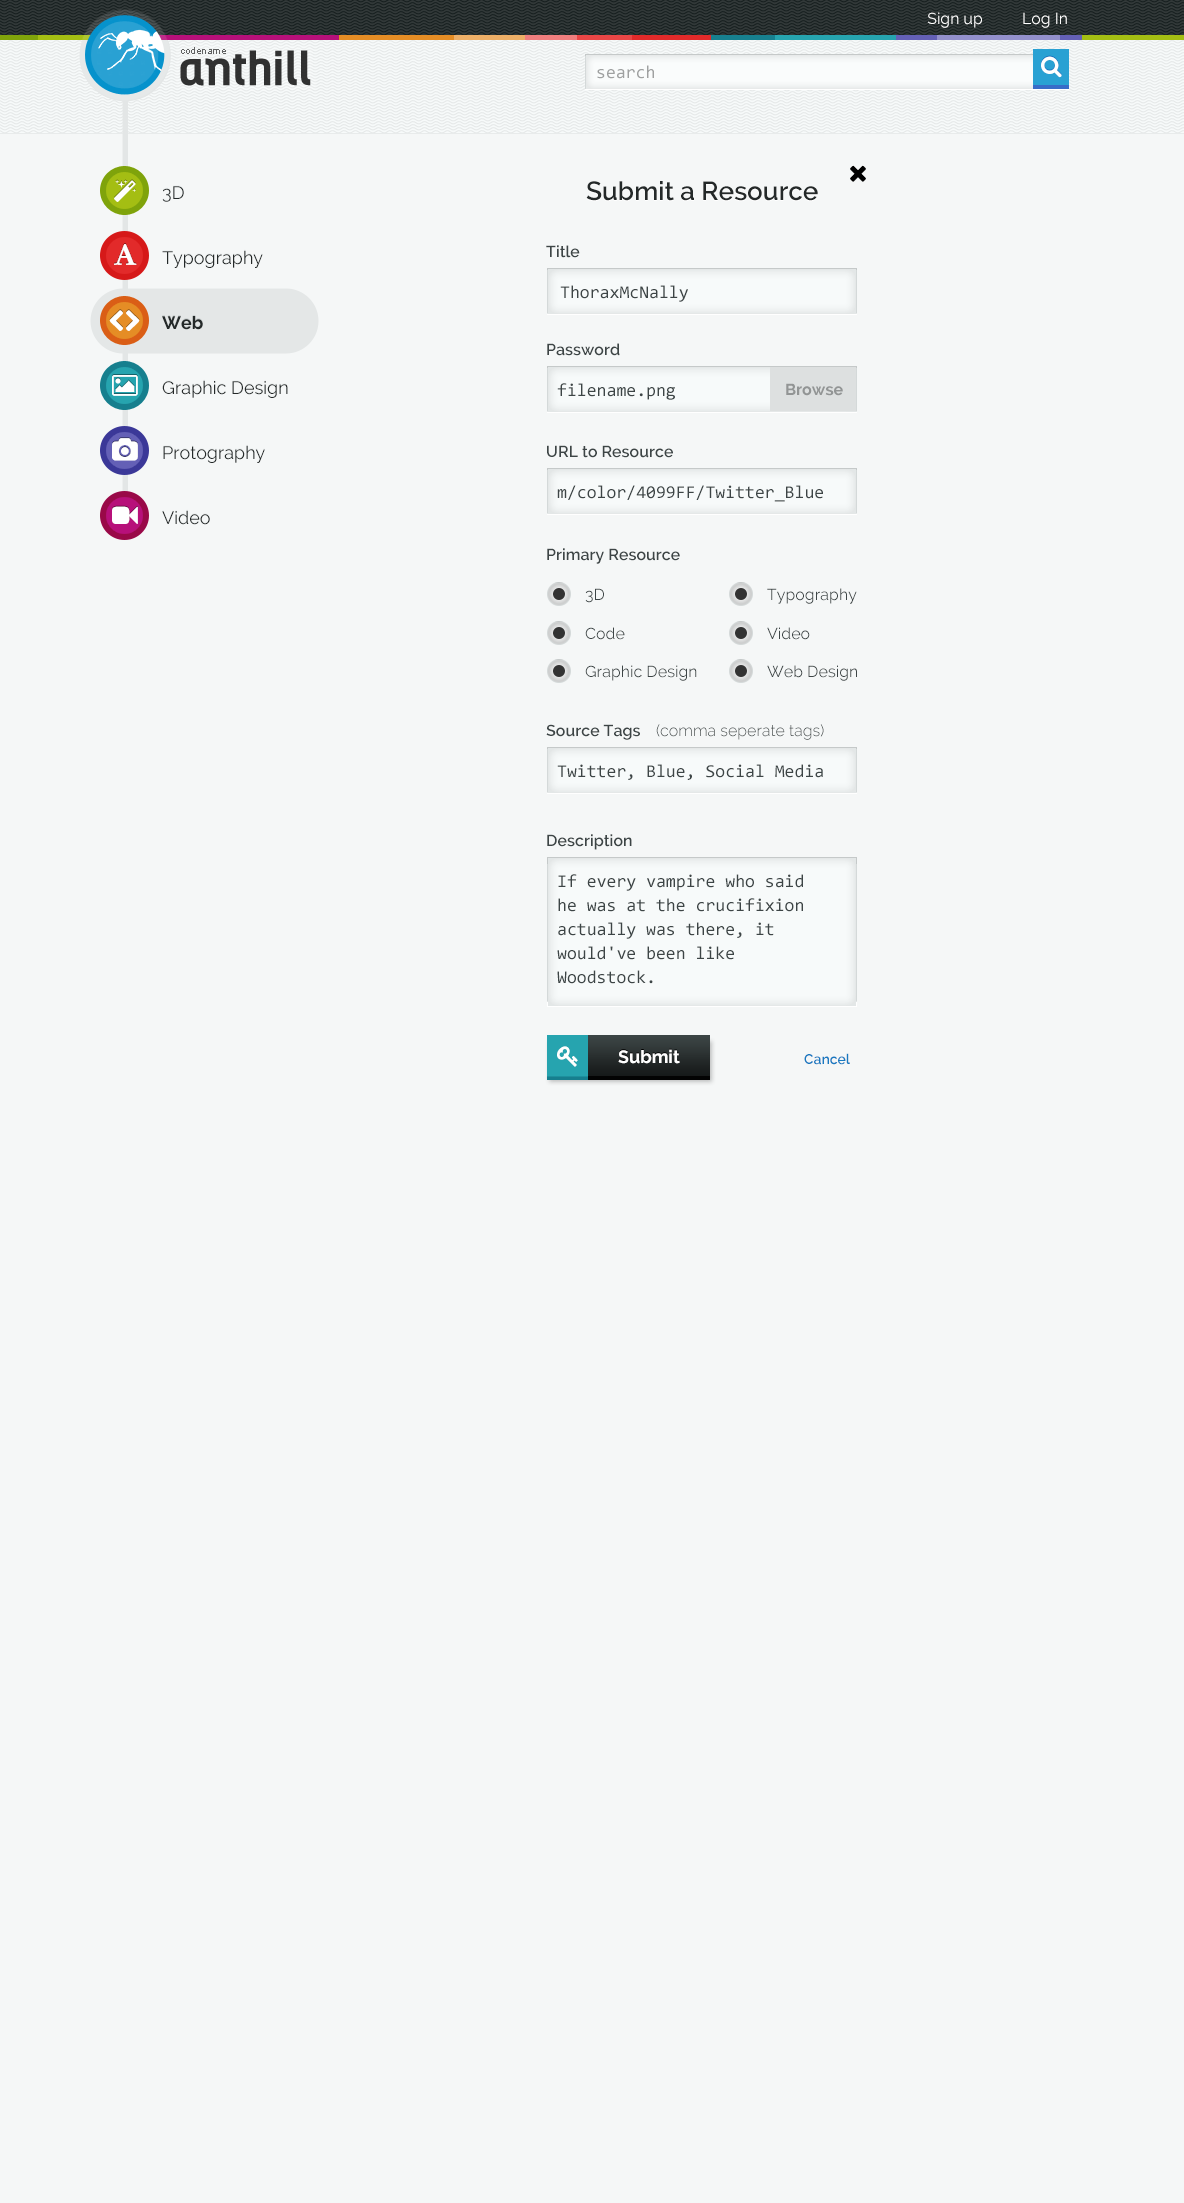 Sign up Log In
codename
anthill
search
3D
Typography
Web
Graphic Design
Protography
Video
Submit a Resource
Title
ThoraxMcNally
Password
filename.png Browse
URL to Resource
m/color/4099FF/Twitter_Blue
Primary Resource
3D Typography
Code Video
Graphic Design Web Design
Source Tags (comma seperate tags)
Twitter, Blue, Social Media
Description
If every vampire who said
he was at the crucifixion
actually was there, it
would've been like
Woodstock.
Submit Cancel